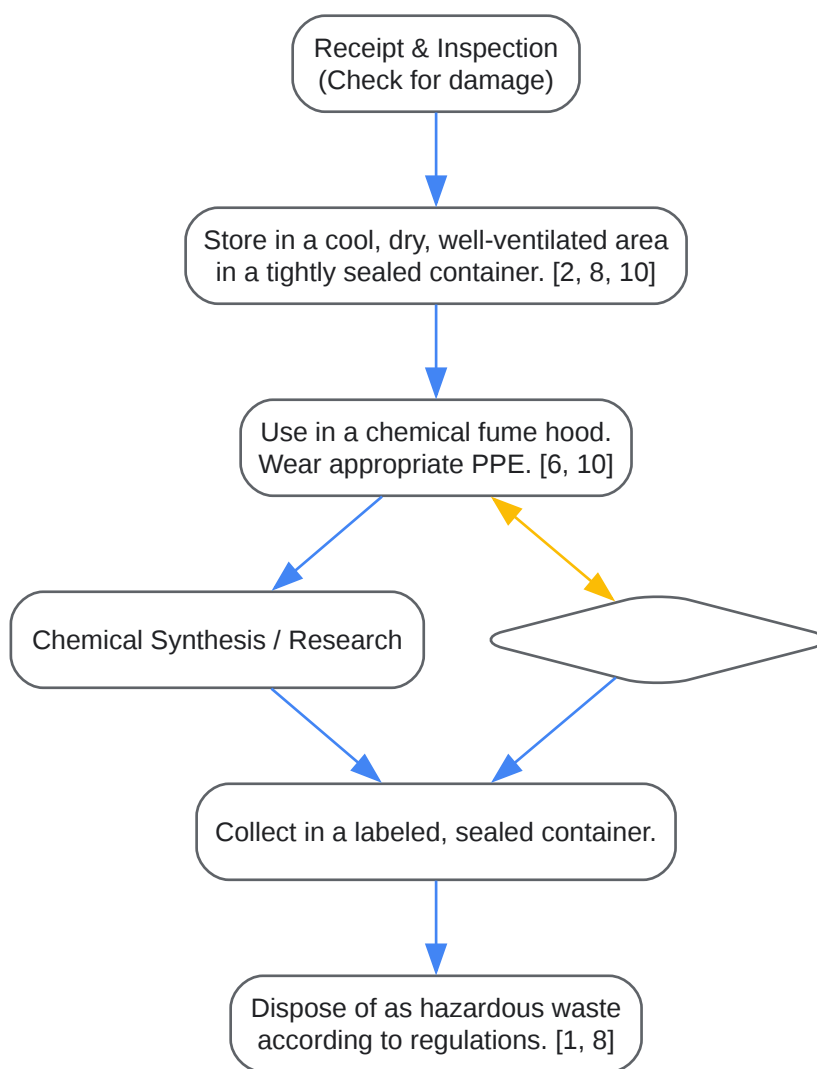 Receipt & Inspection
(Check for damage)
Store in a cool, dry, well-ventilated area
in a tightly sealed container. [2, 8, 10]
Use in a chemical fume hood.
Wear appropriate PPE. [6, 10]
Chemical Synthesis / Research
Collect in a labeled, sealed container.
Dispose of as hazardous waste
according to regulations. [1, 8]